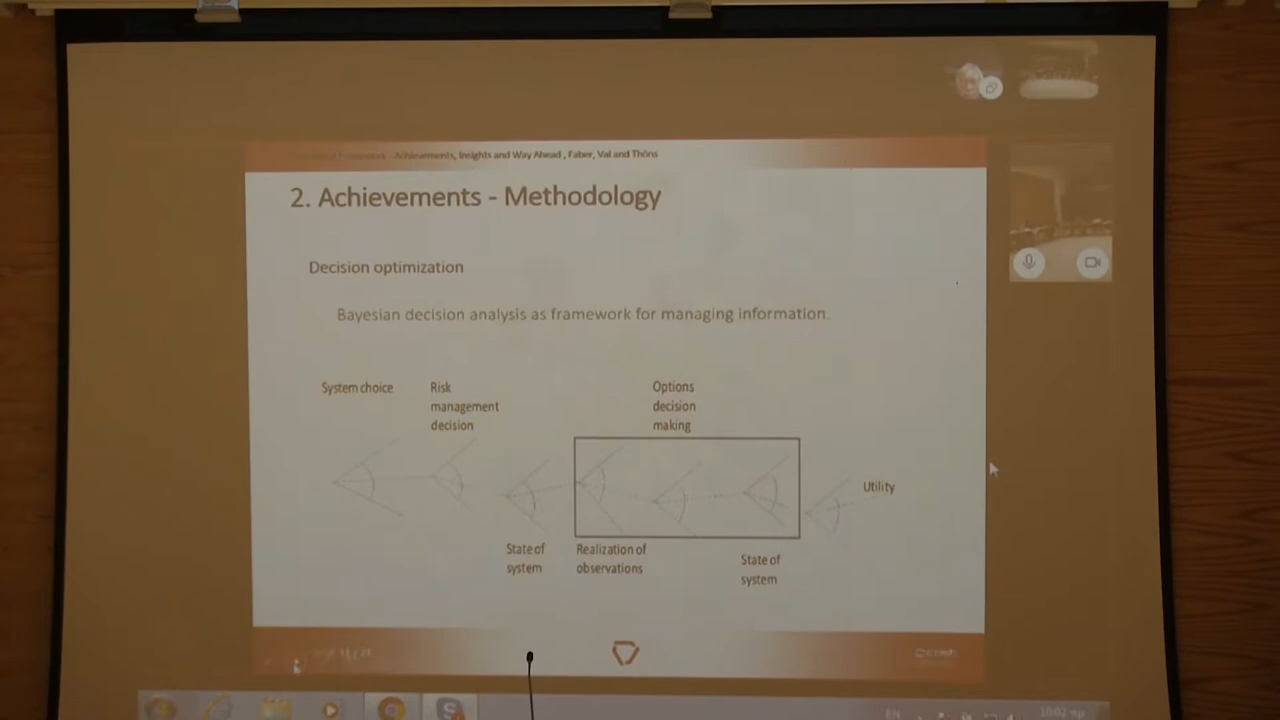 Achievements, Insights and Way Ahead , Faber, Val and Thöns
2. Achievements - Methodology
Decision optimization
Bayesian decision analysis as framework for managing information.
System choice
Risk
management
decision
Options
decision
making
Utility
State of
system
Realization of
observations
State of
system
EN